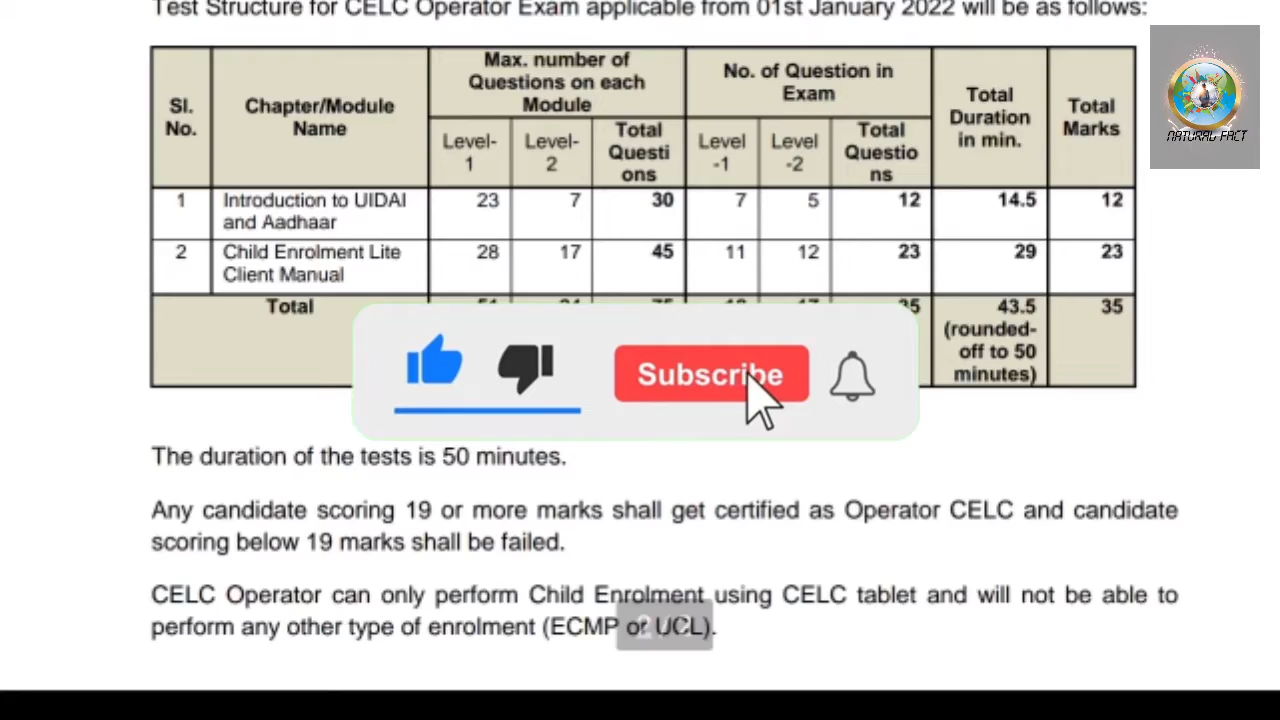 Test Structure for CELC Operator Exam applicable from 01st January 2022 will be as follows:
Sl. No. Chapter/Module Name Max. number of Questions on each Module No. of Question in Exam Total Duration in min. Total Marks
Level-1 Level-2 Total Questions Level-1 Level-2 Total Questions
1 Introduction to UIDAI and Aadhaar 23 7 30 7 5 12 14.5 12
2 Child Enrolment Lite Client Manual 28 17 45 11 12 23 29 23
Total 43.5 (rounded-off to 50 minutes) 35
NATURAL FACT
Subscribe
The duration of the tests is 50 minutes.
Any candidate scoring 19 or more marks shall get certified as Operator CELC and candidate
scoring below 19 marks shall be failed.
CELC Operator can only perform Child Enrolment using CELC tablet and will not be able to
perform any other type of enrolment (ECMP or UCL).